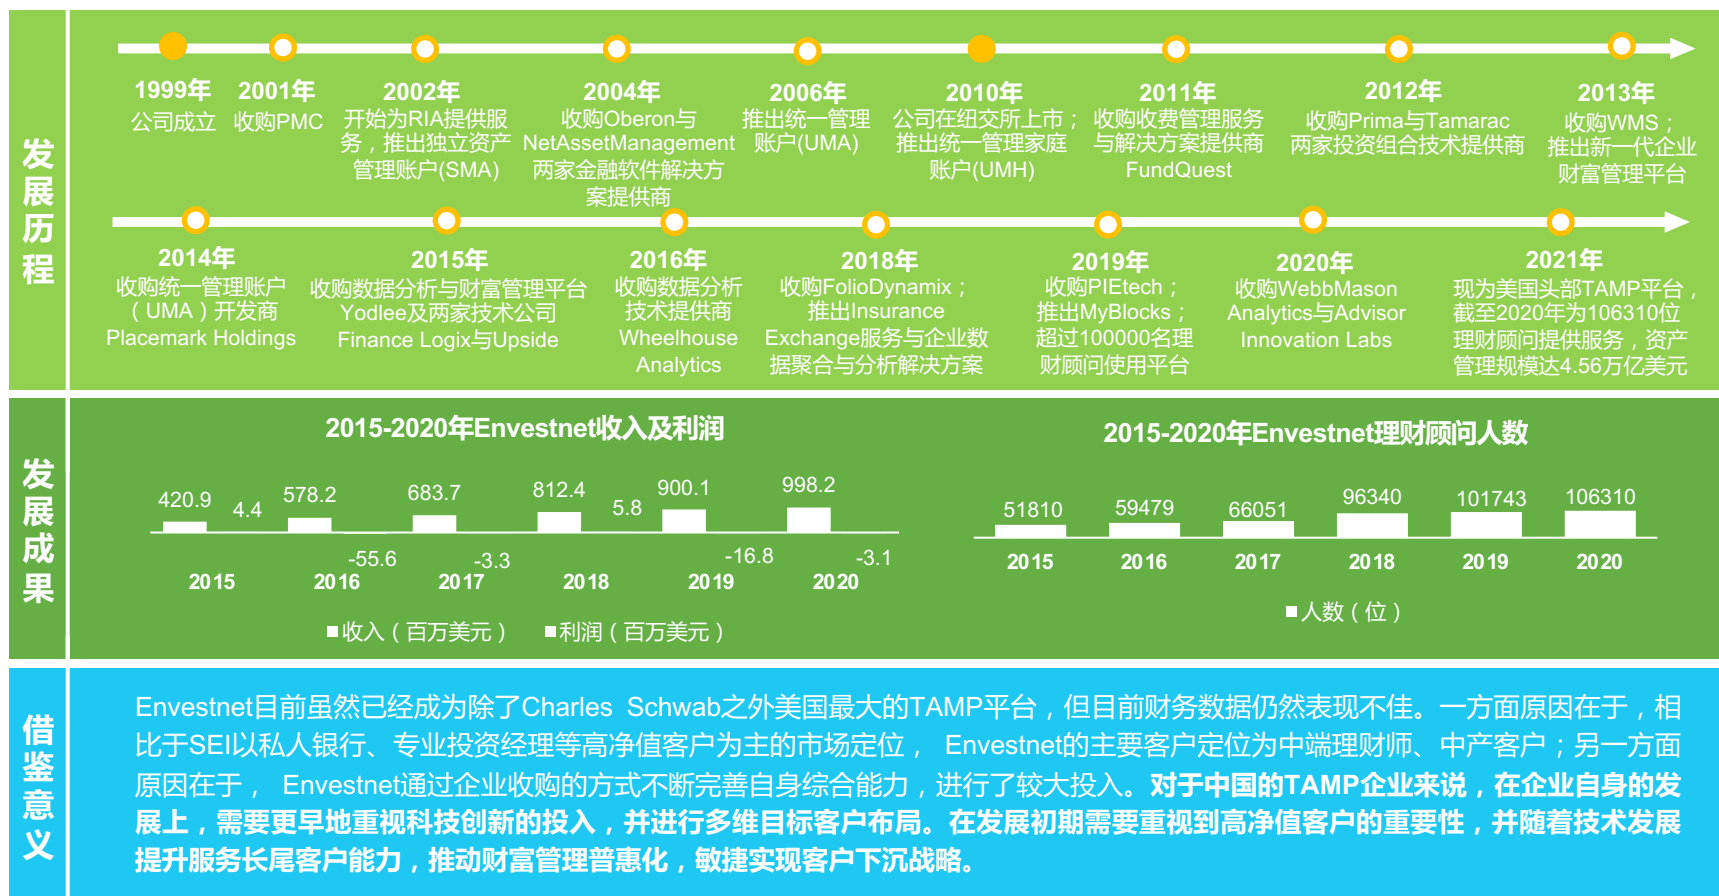 发展历程
1999年
公司成立
2001年
收购PMC
2002年
开始为RIA提供服
务，推出独立资产
管理账户(SMA)
2004年
收购Oberon与
NetAssetManagement
两家金融软件解决方
案提供商
2006年
推出统一管理
账户(UMA)
2010年
公司在纽交所上市；
推出统一管理家庭
账户(UMH)
2011年
收购收费管理服务
与解决方案提供商
FundQuest
2012年
收购Prima与Tamarac
两家投资组合技术提供商
2013年
收购WMS；
推出新一代企业
财富管理平台
2014年
收购统一管理账户
（UMA）开发商
Placemark Holdings
2015年
收购数据分析与财富管理平台
Yodlee及两家技术公司
Finance Logix与Upside
2016年
收购数据分析
技术提供商
Wheelhouse
Analytics
2018年
收购FolioDynamix；
推出Insurance
Exchange服务与企业数
据聚合与分析解决方案
2019年
收购PIEtech；
推出MyBlocks；
超过100000名理
财顾问使用平台
2020年
收购WebbMason
Analytics与Advisor
Innovation Labs
2021年
现为美国头部TAMP平台，
截至2020年为106310位
理财顾问提供服务，资产
管理规模达4.56万亿美元
发展成果
2015-2020年Envestnet收入及利润
420.9 4.4 578.2 683.7 812.4 5.8 900.1 998.2
-55.6 -3.3 -16.8 -3.1
2015 2016 2017 2018 2019 2020
收入（百万美元） 利润（百万美元）
2015-2020年Envestnet理财顾问人数
51810 59479 66051 96340 101743 106310
2015 2016 2017 2018 2019 2020
人数（位）
借鉴意义
Envestnet目前虽然已经成为除了Charles Schwab之外美国最大的TAMP平台，但目前财务数据仍然表现不佳。一方面原因在于，相
比于SEI以私人银行、专业投资经理等高净值客户为主的市场定位， Envestnet的主要客户定位为中端理财师、中产客户；另一方面
原因在于， Envestnet通过企业收购的方式不断完善自身综合能力，进行了较大投入。对于中国的TAMP企业来说，在企业自身的发
展上，需要更早地重视科技创新的投入，并进行多维目标客户布局。在发展初期需要重视到高净值客户的重要性，并随着技术发展
提升服务长尾客户能力，推动财富管理普惠化，敏捷实现客户下沉战略。